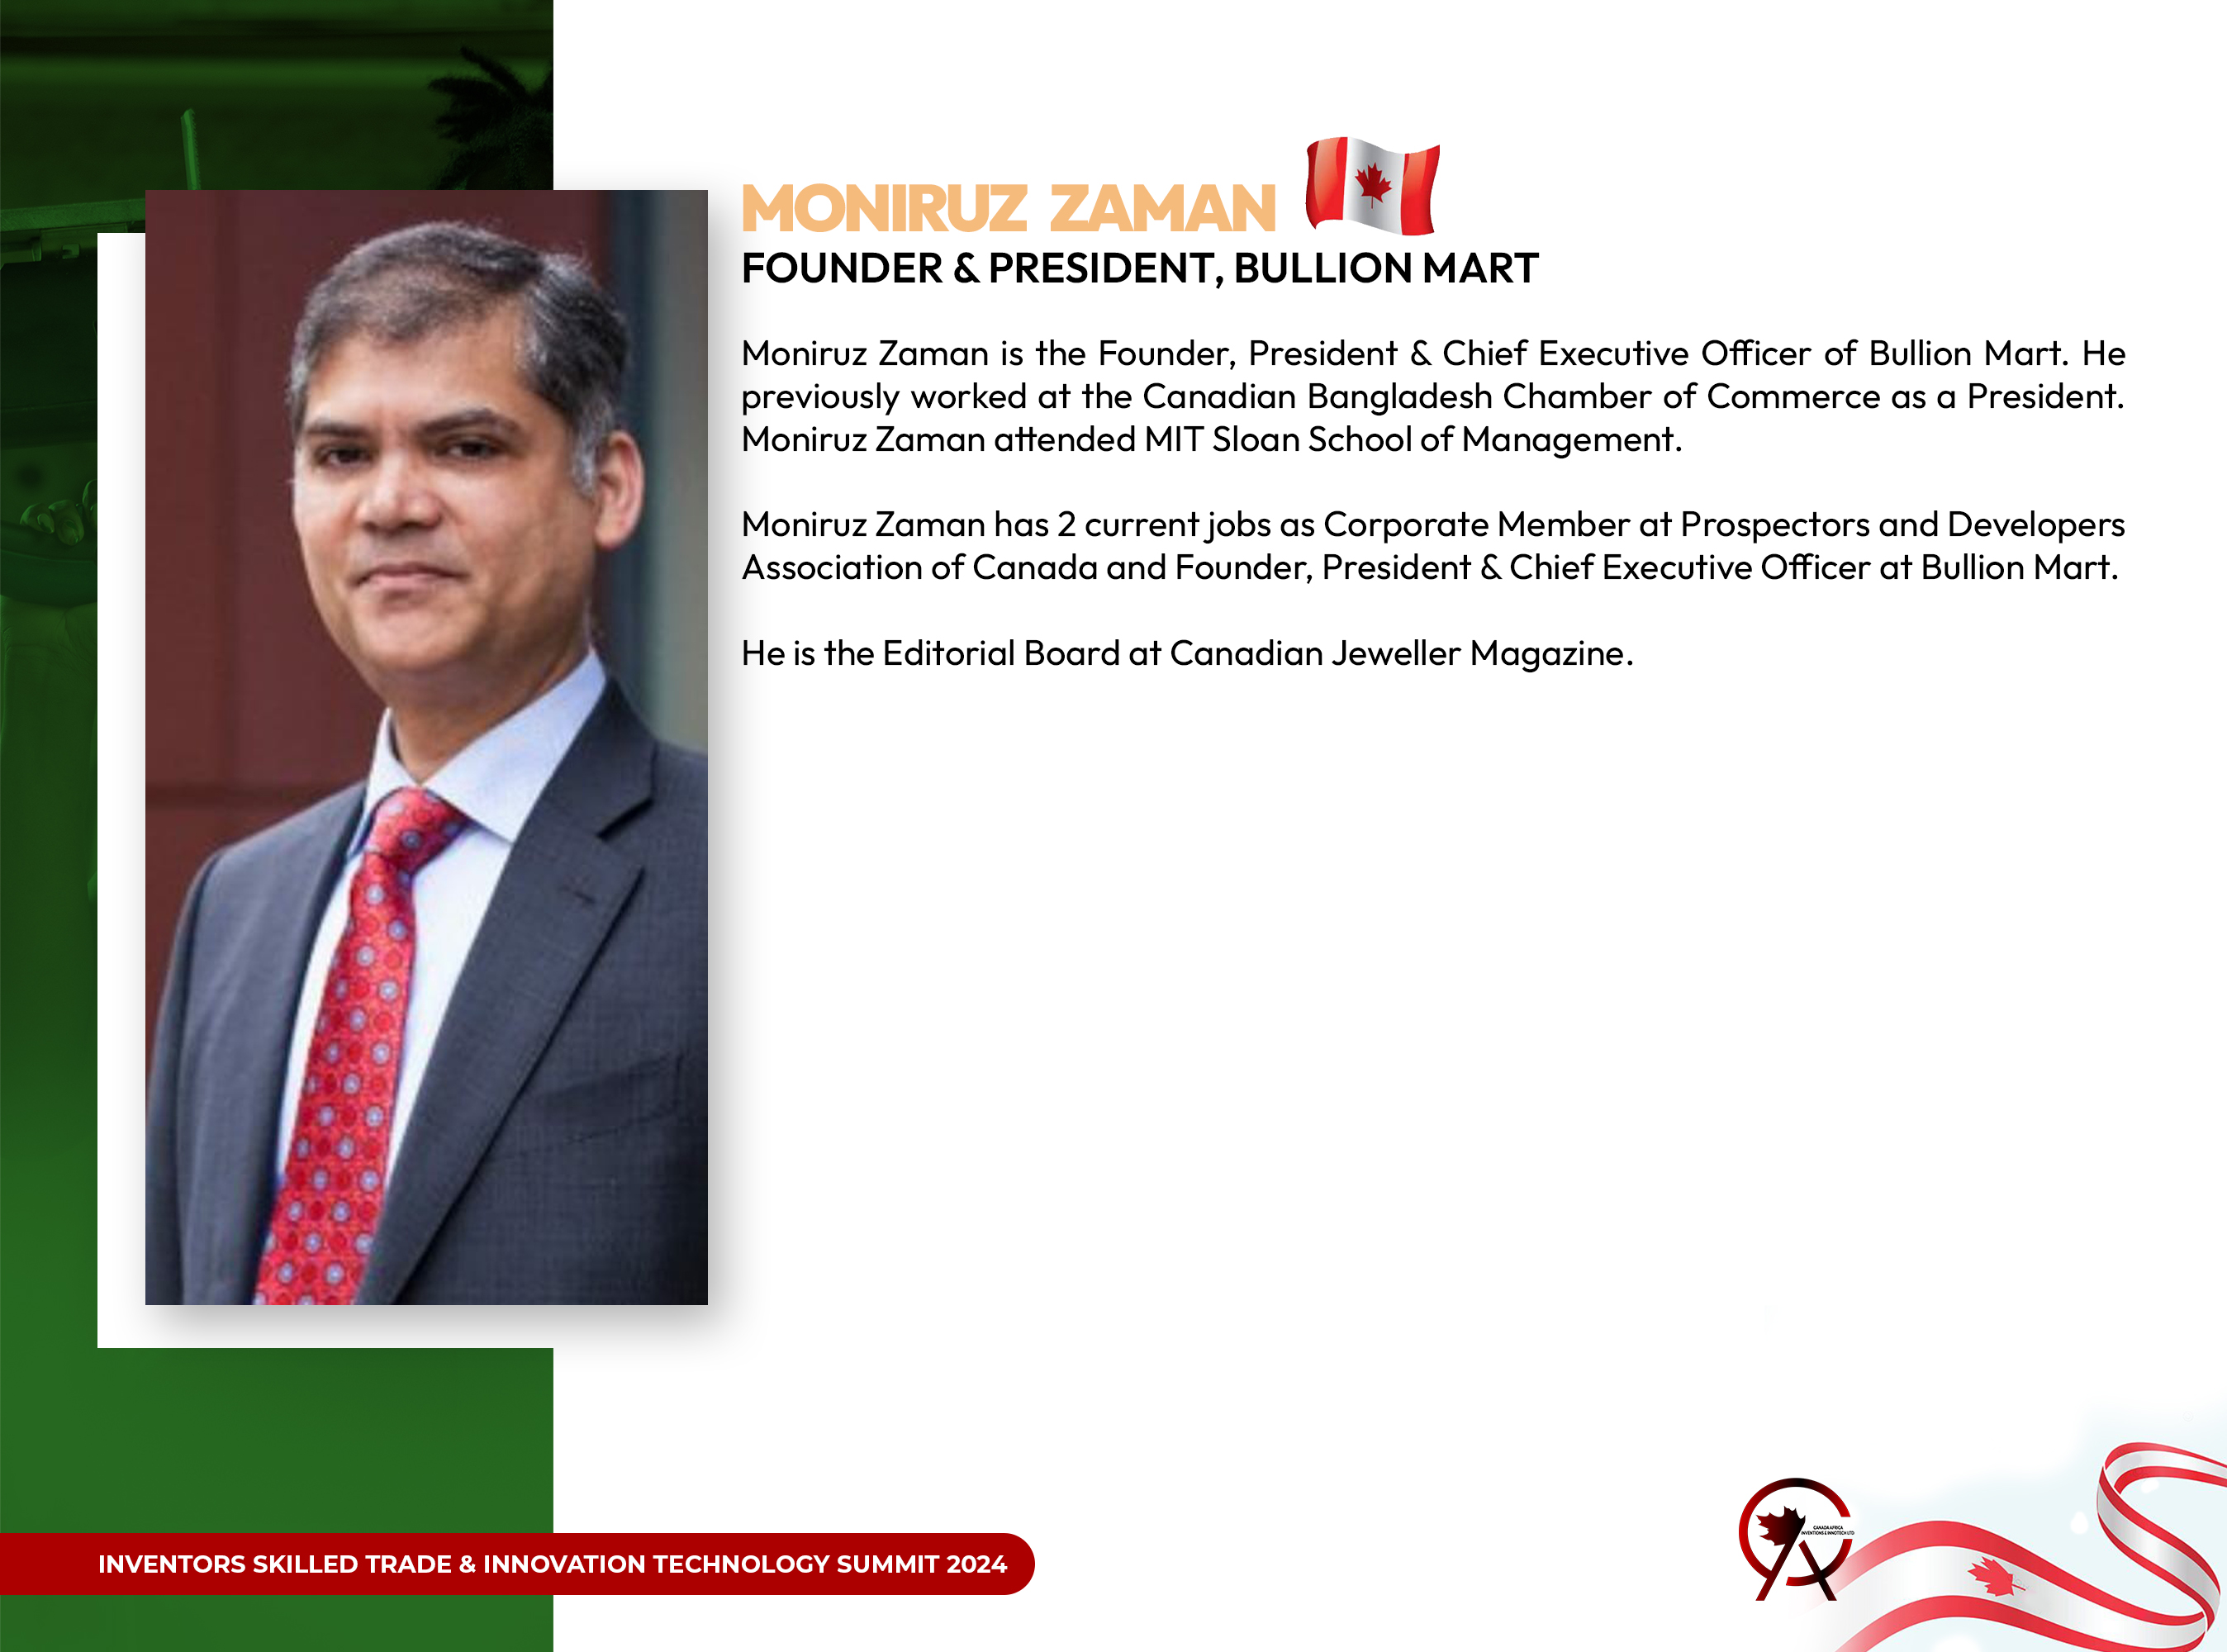 MONIRUZ ZAMAN
FOUNDER & PRESIDENT, BULLION MART
Moniruz Zaman is the Founder, President & Chief Executive Officer of Bullion Mart. He
previously worked at the Canadian Bangladesh Chamber of Commerce as a President.
Moniruz Zaman attended MIT Sloan School of Management.
Moniruz Zaman has 2 current jobs as Corporate Member at Prospectors and Developers
Association of Canada and Founder, President & Chief Executive Officer at Bullion Mart.
He is the Editorial Board at Canadian Jeweller Magazine.
INVENTORS SKILLED TRADE & INNOVATION TECHNOLOGY SUMMIT 2024
CANADA AFRICA
INVENTIONS & INNOTECH LTD